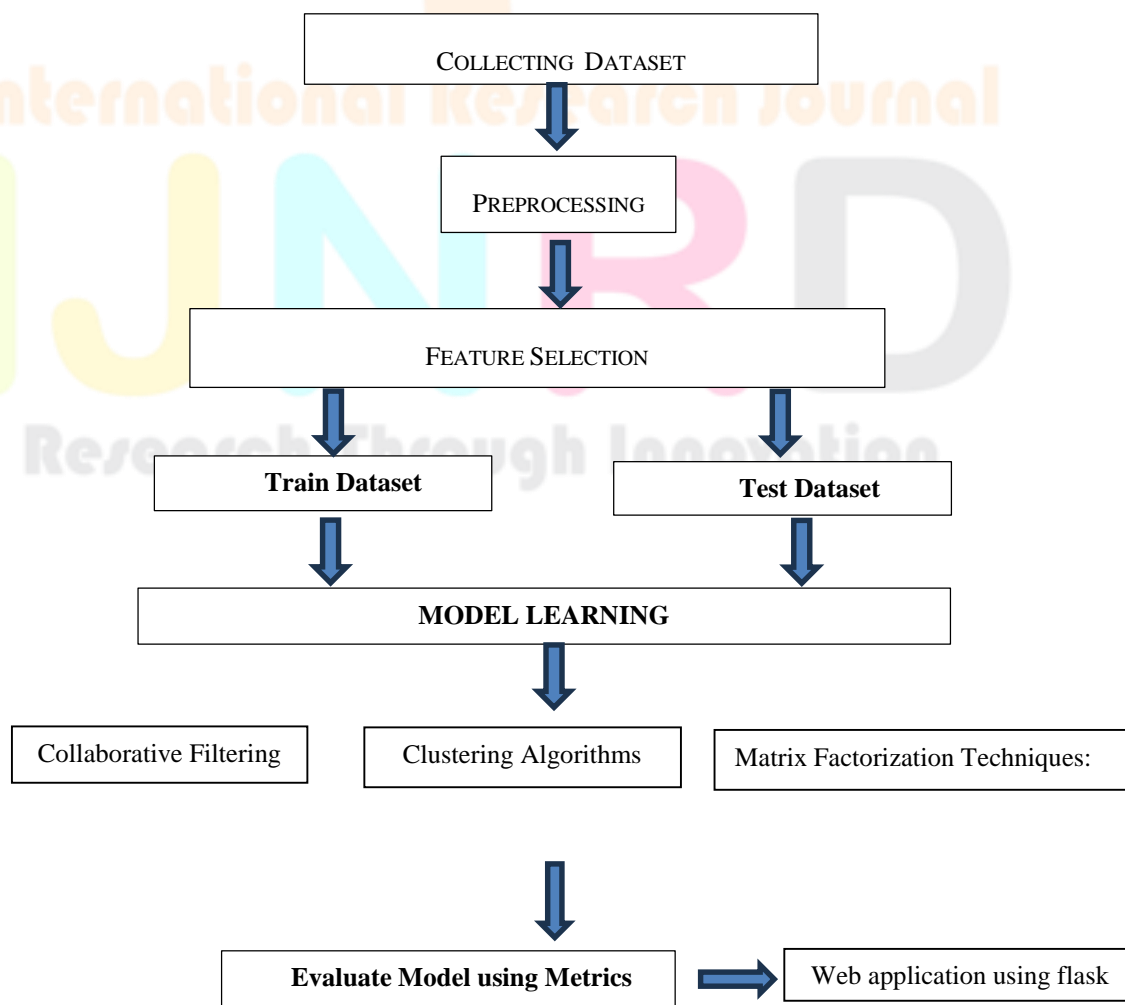 COLLECTING DATASET
International Research Journal
PREPROCESSING
IJNRD
FEATURE SELECTION
Research Through Innovation
Train Dataset
Test Dataset
MODEL LEARNING
Collaborative Filtering
Clustering Algorithms
Matrix Factorization Techniques:
Evaluate Model using Metrics
Web application using flask